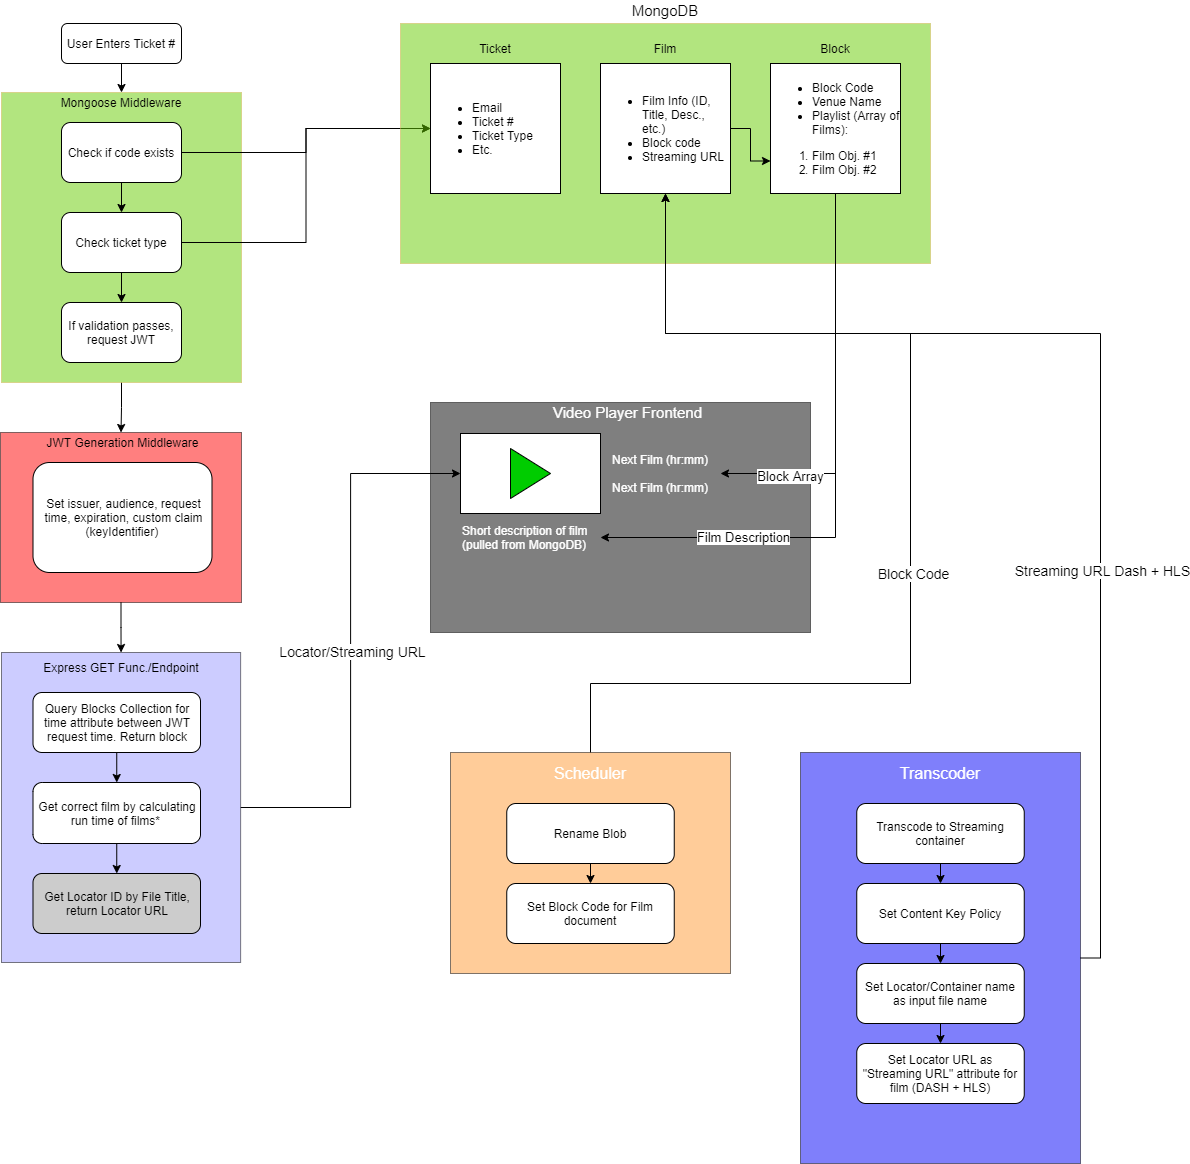 MongoDB
User Enters Ticket #
Mongoose Middleware
Check if code exists
Check ticket type
If validation passes,
request JWT
Ticket
Email
Ticket #
Ticket Type
Etc.
Film
Film Info (ID,
Title, Desc.,
etc.)
Block code
Streaming URL
Block
Block Code
Venue Name
Playlist (Array of
Films):
1. Film Obj. #1
2. Film Obj. #2
JWT Generation Middleware
Set issuer, audience, request
time, expiration, custom claim
(keyIdentifier)
Video Player Frontend
Next Film (hr:mm)
Next Film (hr:mm)
Block Array
Short description of film
(pulled from MongoDB)
Film Description
Block Code
Streaming URL Dash + HLS
Locator/Streaming URL
Express GET Func./Endpoint
Query Blocks Collection for
time attribute between JWT
request time. Return block
Get correct film by calculating
run time of films*
Get Locator ID by File Title,
return Locator URL
Scheduler
Rename Blob
Set Block Code for Film
document
Transcoder
Transcode to Streaming
container
Set Content Key Policy
Set Locator/Container name
as input file name
Set Locator URL as
"Streaming URL" attribute for
film (DASH + HLS)